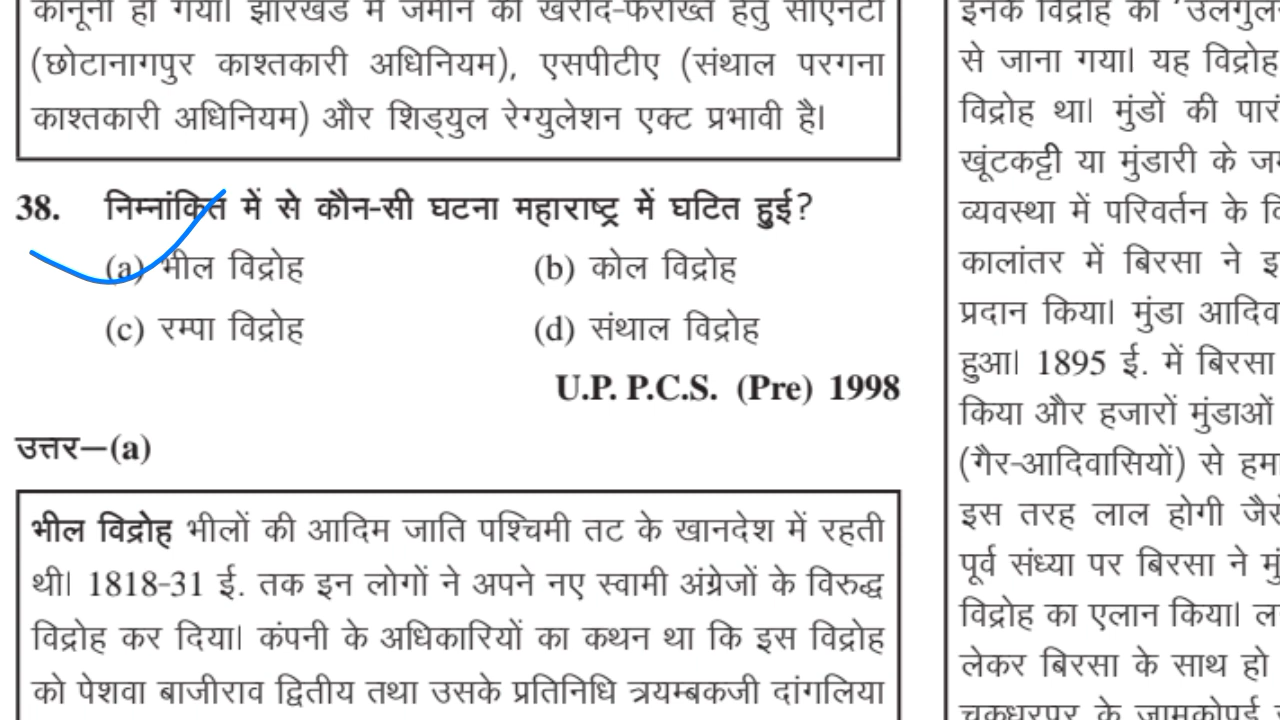 कानूनी हो गया। झारखंड में जमीन की खरीद-फरोख्त हेतु सीएनटी
(छोटानागपुर काश्तकारी अधिनियम), एसपीटीए (संथाल परगना
काश्तकारी अधिनियम) और शिड्युल रेग्युलेशन एक्ट प्रभावी है।
38. निम्नांकित में से कौन-सी घटना महाराष्ट्र में घटित हुई?
(a) भील विद्रोह (b) कोल विद्रोह
(c) रम्पा विद्रोह (d) संथाल विद्रोह
U.P. P.C.S. (Pre) 1998
उत्तर—(a)
भील विद्रोह भीलों की आदिम जाति पश्चिमी तट के खानदेश में रहती
थी। 1818-31 ई. तक इन लोगों ने अपने नए स्वामी अंग्रेजों के विरुद्ध
विद्रोह कर दिया। कंपनी के अधिकारियों का कथन था कि इस विद्रोह
को पेशवा बाजीराव द्वितीय तथा उसके प्रतिनिधि त्रयम्बकजी दांगलिया
इनके विद्रोह को
से जाना गया। यह विद्रोह
विद्रोह था। मुंडों की
खूंटकट्टी या मुंडारी के
व्यवस्था में परिवर्तन के
कालांतर में बिरसा ने
प्रदान किया। मुंडा
हुआ। 1895 ई. में बिरसा
किया और हजारों मुंडाओं
(गैर-आदिवासियों) से
इस तरह लाल होगी
पूर्व संध्या पर बिरसा ने
विद्रोह का एलान किया।
लेकर बिरसा के साथ हो